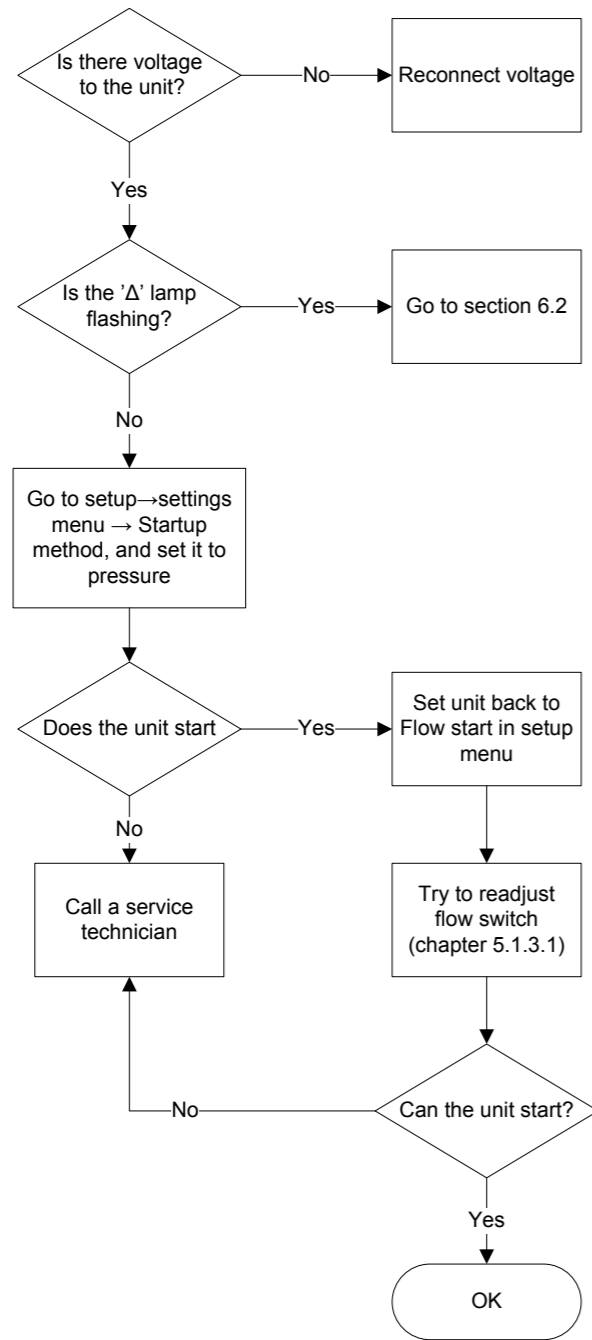 Is there voltage
to the unit?
No
Reconnect voltage
Yes
Is the 'Δ' lamp
flashing?
Yes
Go to section 6.2
No
Go to setup→settings
menu → Startup
method, and set it to
pressure
Does the unit start
Yes
Set unit back to
Flow start in setup
menu
No
Call a service
technician
Try to readjust
flow switch
(chapter 5.1.3.1)
No
Can the unit start?
Yes
OK